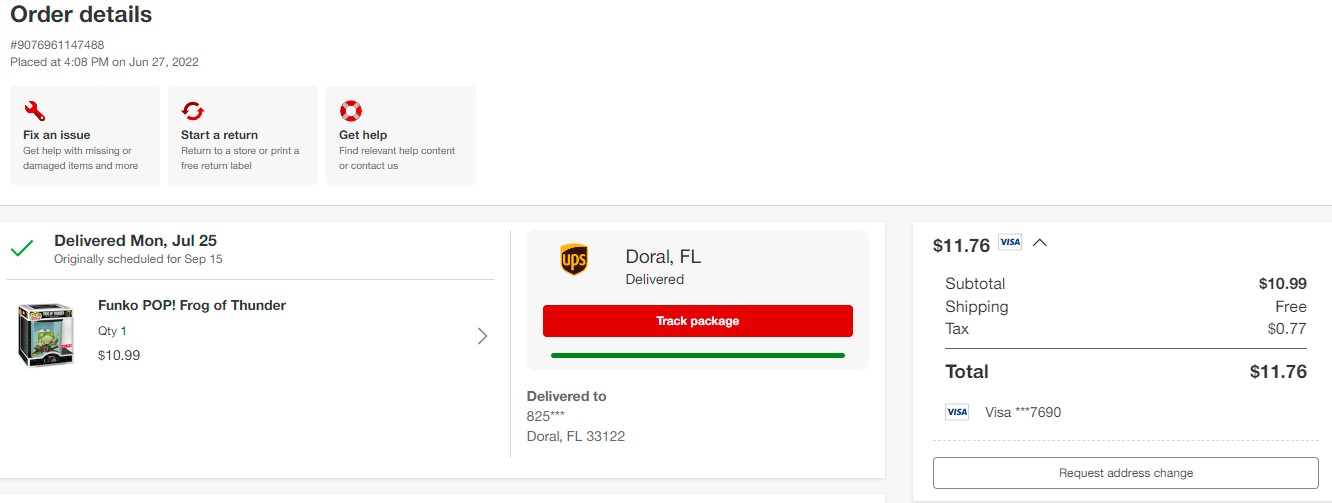 Order details
#9076961147488
Placed at 4:08 PM on Jun 27, 2022
Fix an issue
Get help with missing or
damaged items and more
Start a return
Return to a store or print a
free return label
Get help
Find relevant help content
or contact us
Delivered Mon, Jul 25
Originally scheduled for Sep 15
Funko POP! Frog of Thunder
Qty 1
$10.99
ups
Doral, FL
Delivered
Track package
Delivered to
825***
Doral, FL 33122
$11.76 VISA
Subtotal $10.99
Shipping Free
Tax $0.77
Total $11.76
VISA Visa ***7690
Request address change